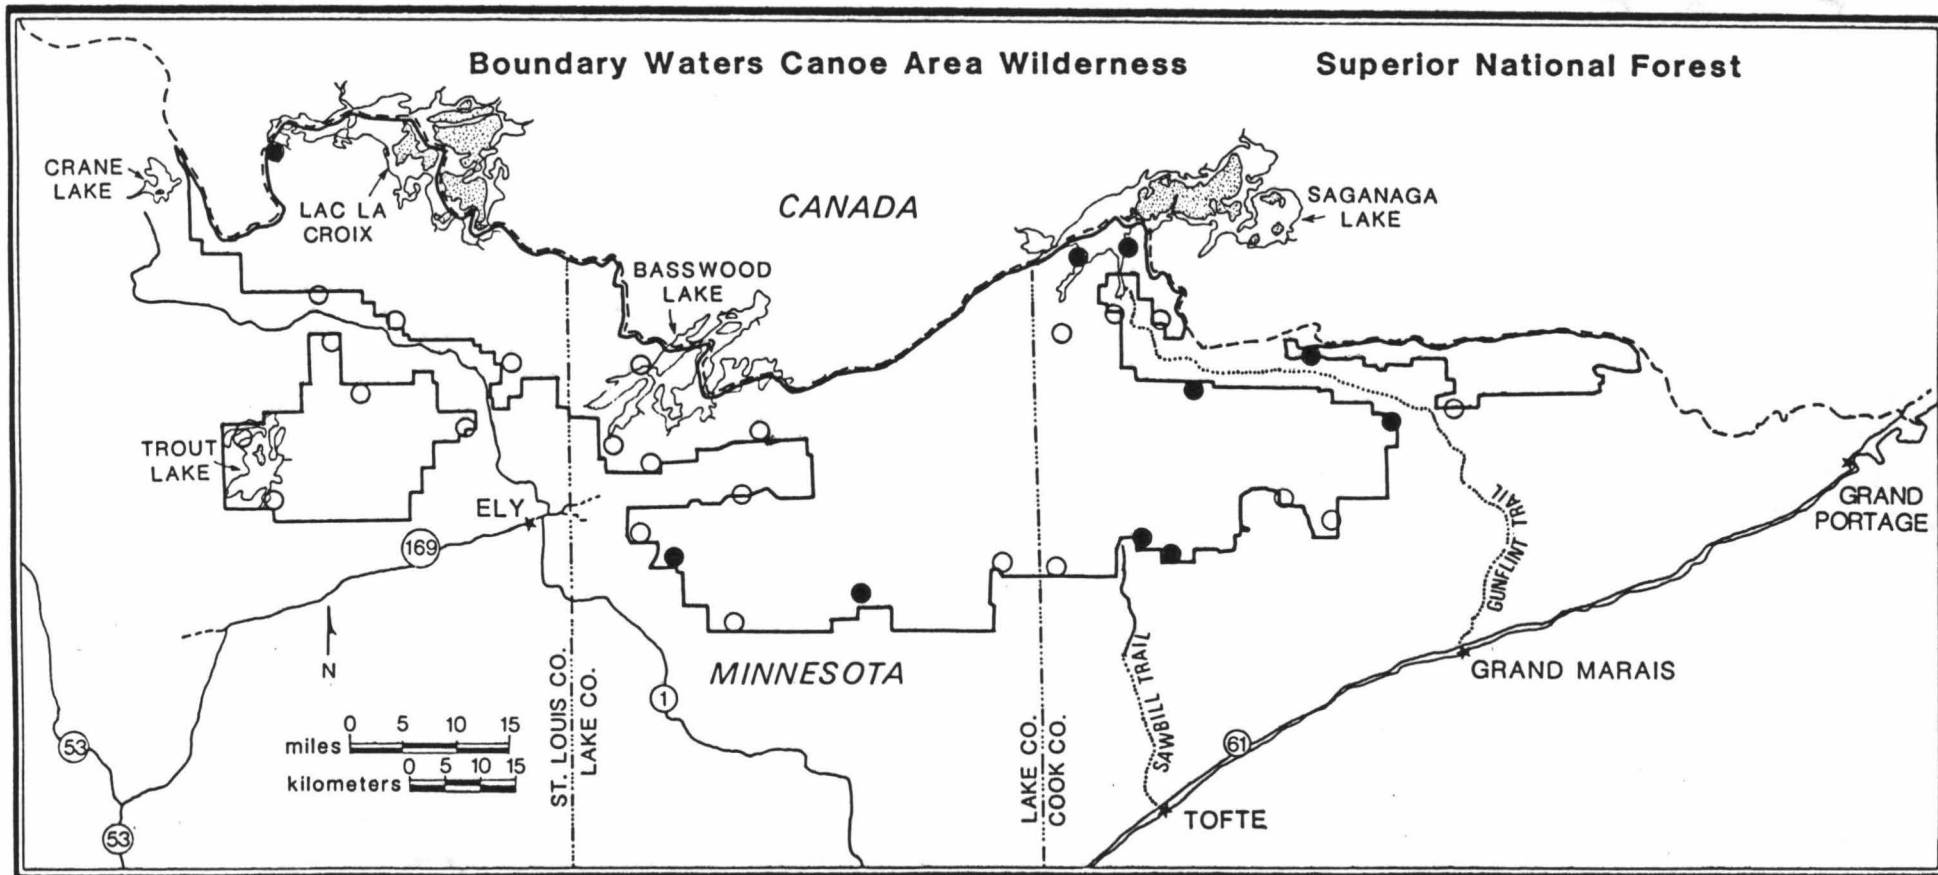 Boundary Waters Canoe Area Wilderness
Superior National Forest
CRANE
LAKE
LAC LA
CROIX
CANADA
SAGANAGA
LAKE
BASSWOOD
LAKE
TROUT
LAKE
ELY
169
GRAND
PORTAGE
GUNFLINT TRAIL
N
MINNESOTA
GRAND MARAIS
1
ST. LOUIS CO.
LAKE CO.
LAKE CO.
COOK CO.
SAWBILL TRAIL
61
53
0 5 10 15
miles
0 5 10 15
kilometers
TOFTE
53